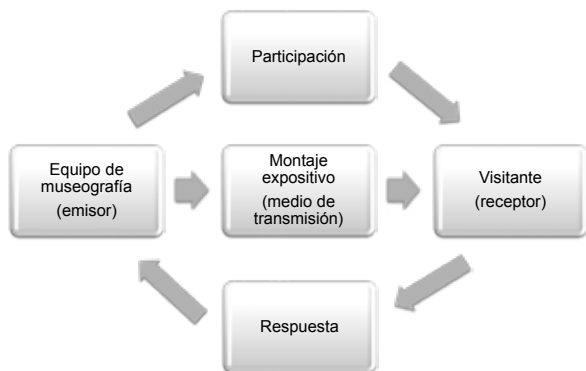 Participación
Equipo de
museografía
(emisor)
Montaje
expositivo
(medio de
transmisión)
Visitante
(receptor)
Respuesta